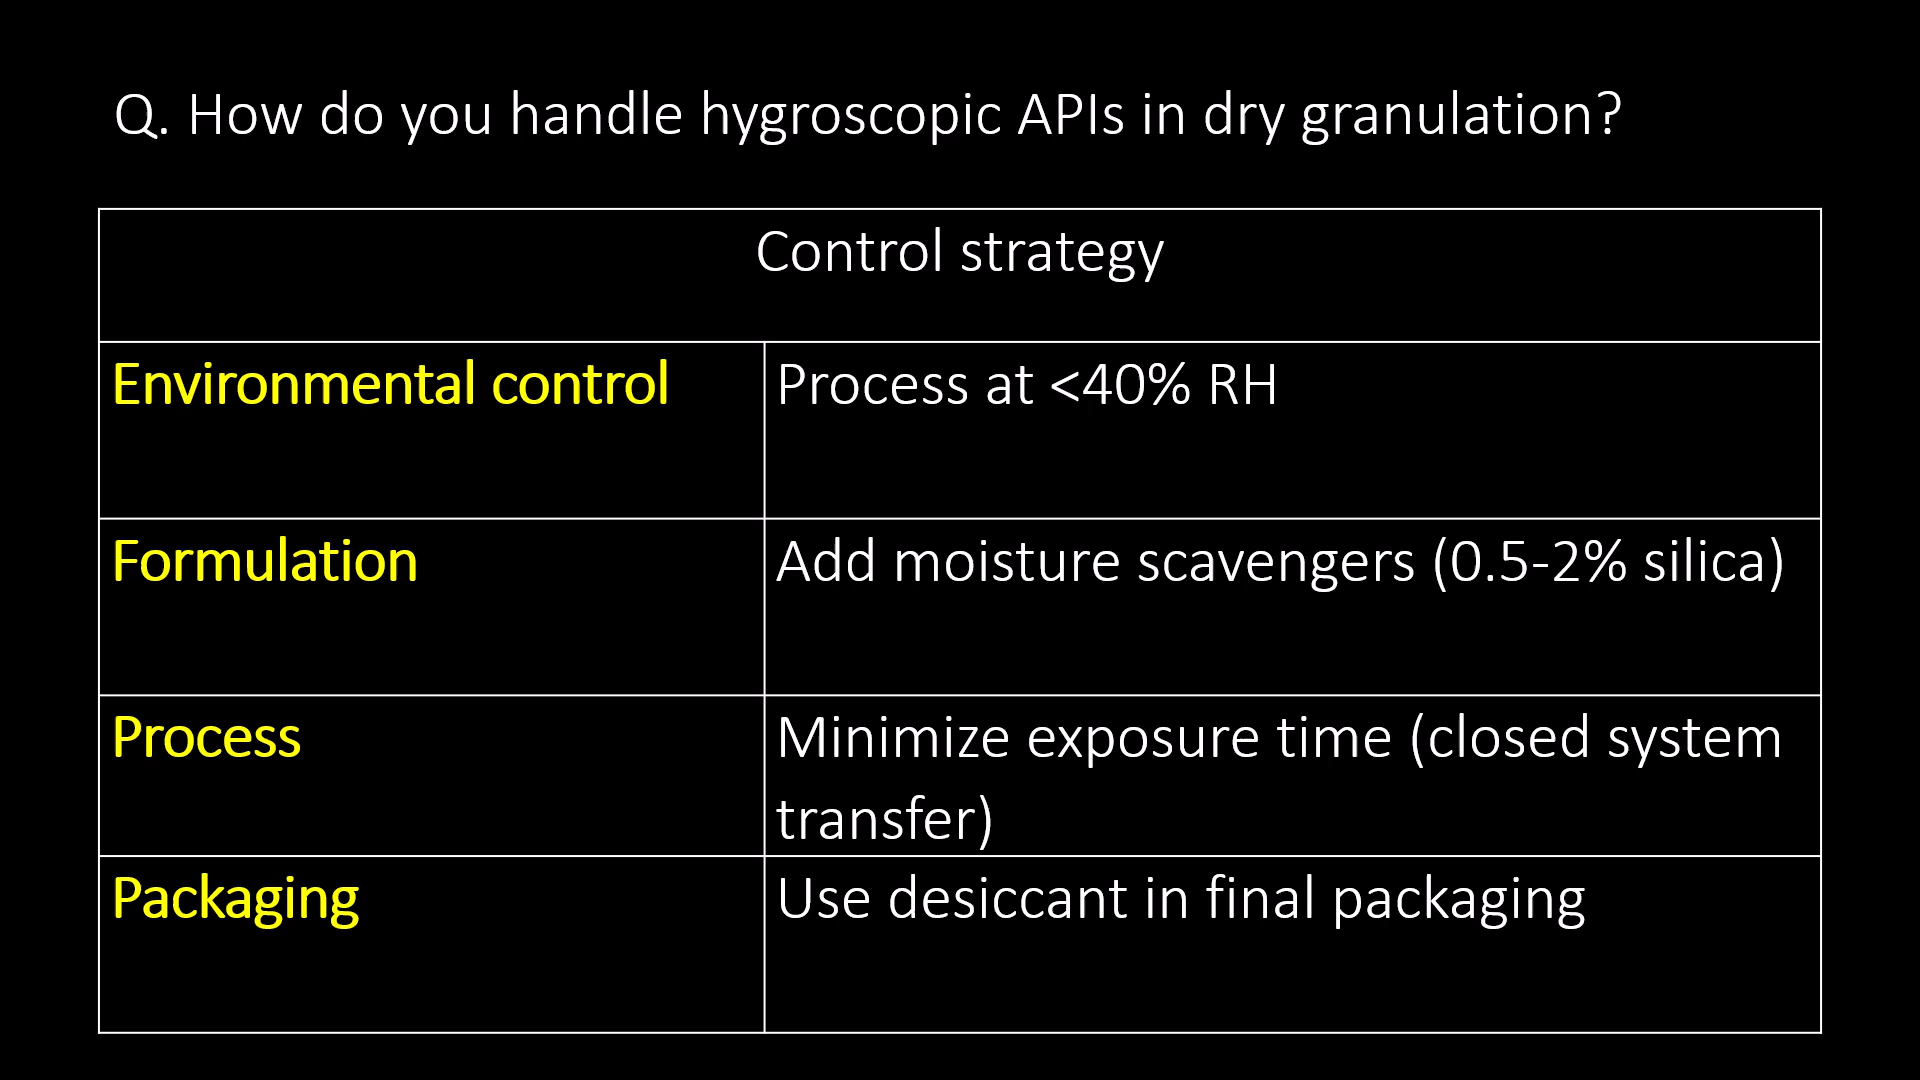 Q. How do you handle hygroscopic APIs in dry granulation?
Control strategy
Environmental control
Process at <40% RH
Formulation
Add moisture scavengers (0.5-2% silica)
Process
Minimize exposure time (closed system
transfer)
Packaging
Use desiccant in final packaging